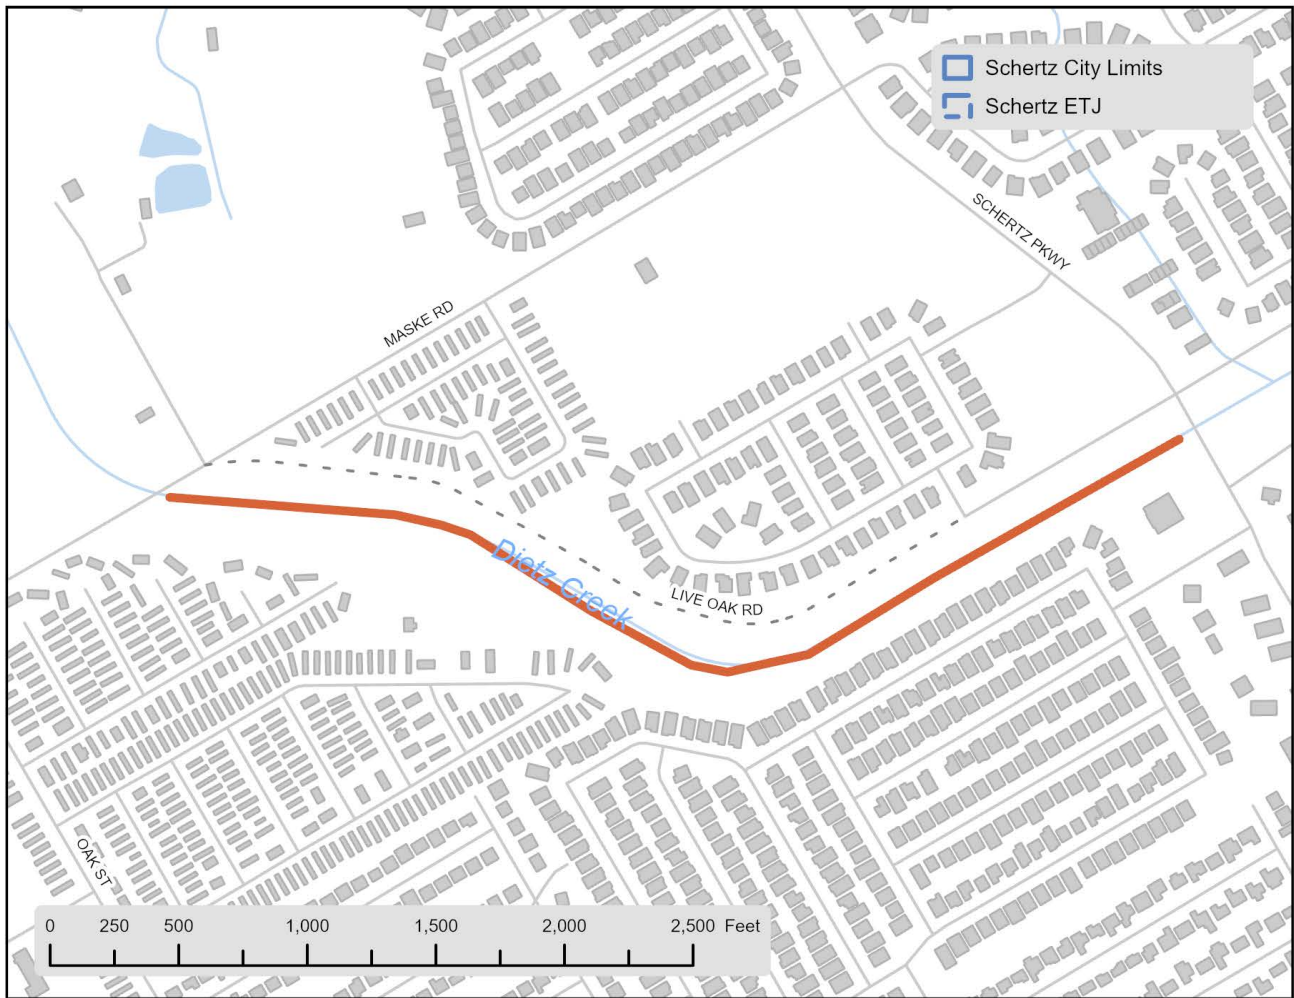 Schertz City Limits
Schertz ETJ
SCHERTZ PKWY
MASKE RD
Dietz Creek
LIVE OAK RD
OAK ST
0 250 500 1,000 1,500 2,000 2,500 Feet